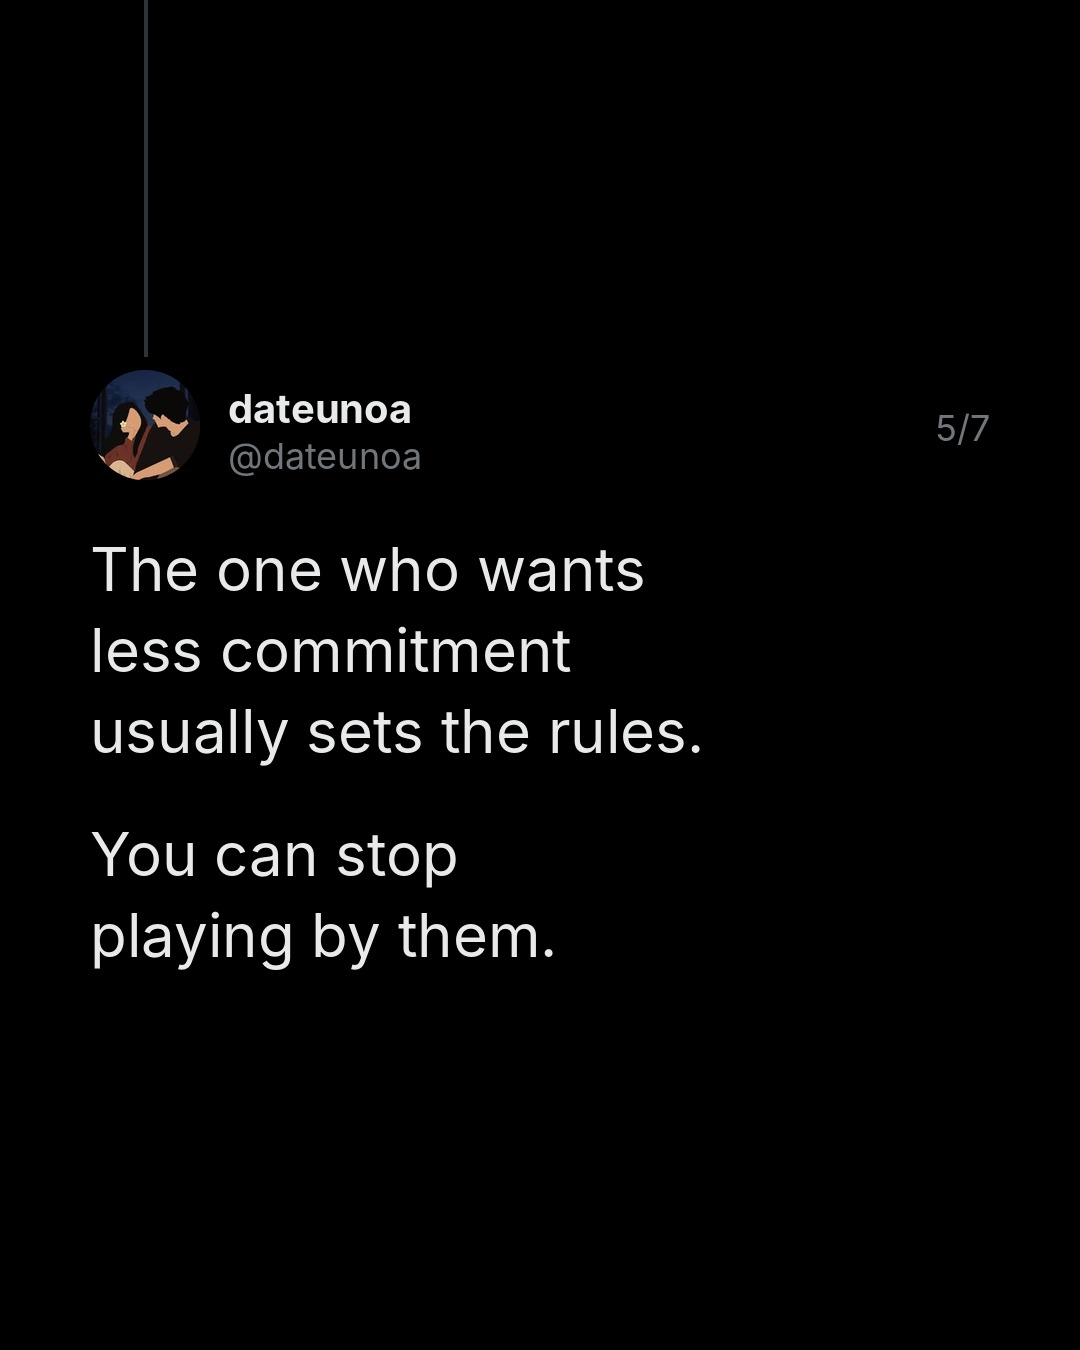 dateunoa
@dateunoa
5/7
The one who wants
less commitment
usually sets the rules.
You can stop
playing by them.